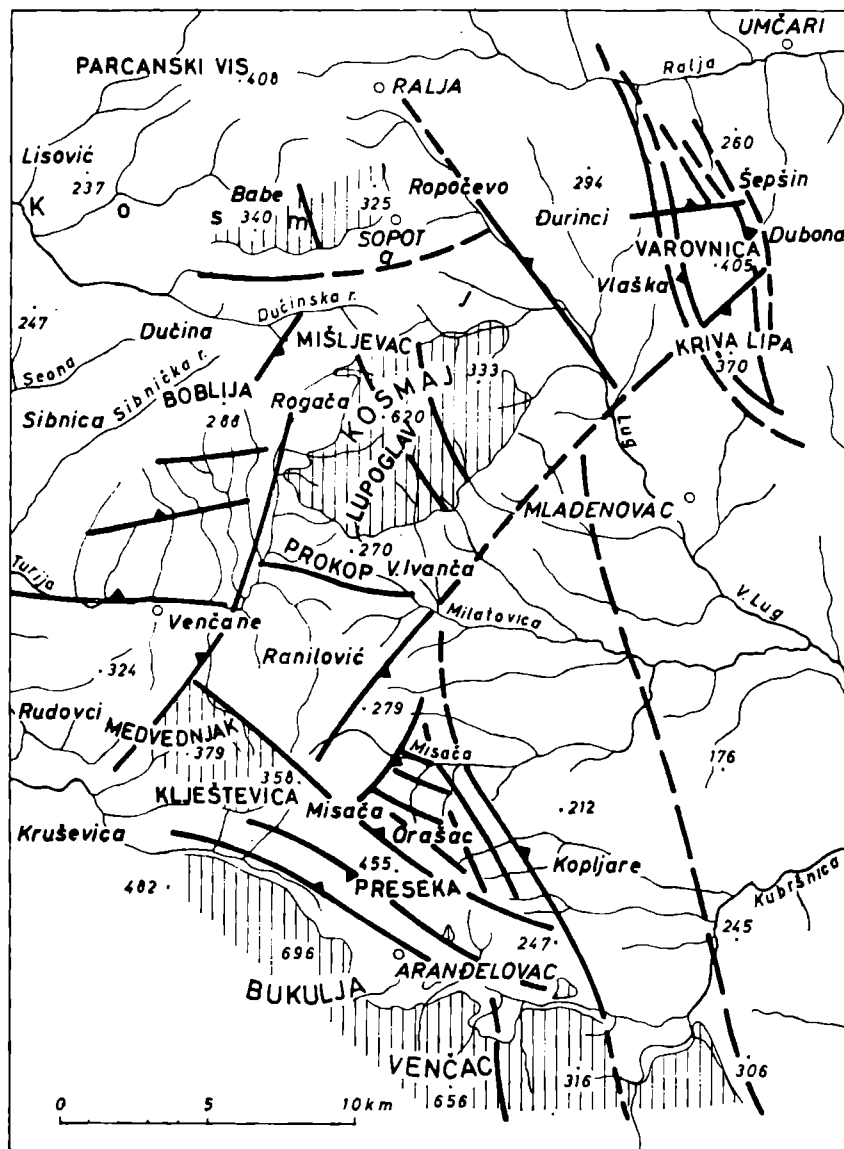 UMČARI
PARCANSKI VIS
408
RALJA
Ralja
Lisović
237
260
Babe
325
Ropočevo
294
Šepšin
K o s m a j
340
SOPOT
Đurinci
VAROVNICA
Dubona
405
Vlaška
247
Dučina
Dučinska r.
MIŠLJEVAC
KRIVA LIPA
Seona
Sibnička r.
BOBLIJA
333
370
Sibnica
286
Rogača
KOSMAJ
620
Lug
LUPOGLAV
MLADENOVAC
270
PROKOP
V.Ivanča
Turija
Venčane
Milatovica
V.Lug
324
Ranilović
Rudovci
279
MEDVEDNJAK
379
Misača
176
358
KLJEŠTEVICA
Misača
212
Kruševica
Orašac
455
Kopljare
482
PRESEKA
Kubršnica
247
245
696
ARANĐELOVAC
BUKULJA
VENČAC
316
306
656
0 5 10 km